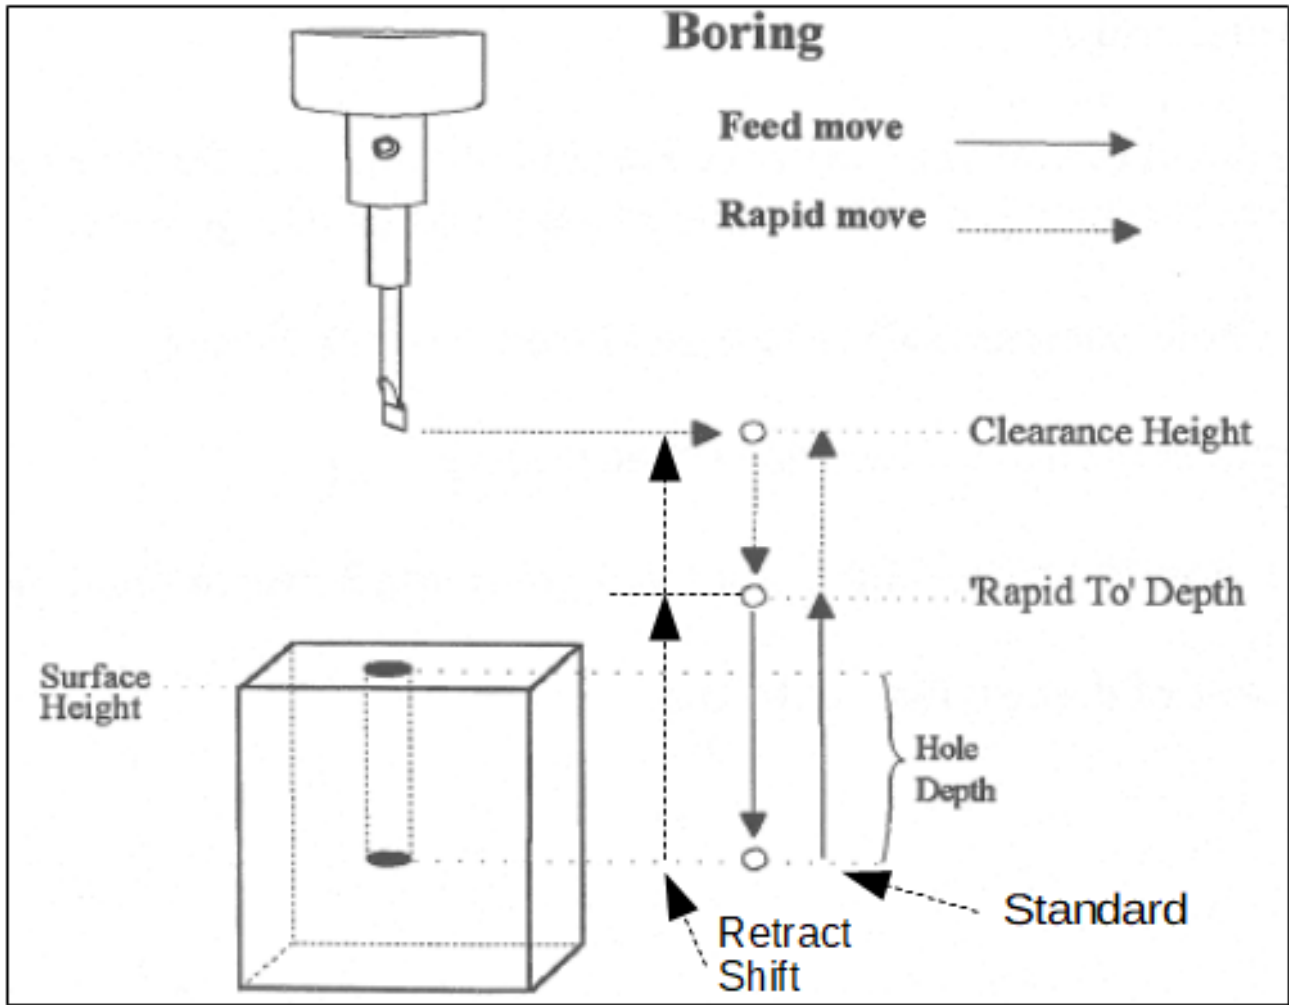 Boring
Feed move
Rapid move
Clearance Height
'Rapid To' Depth
Surface
Height
Hole
Depth
Standard
Retract
Shift